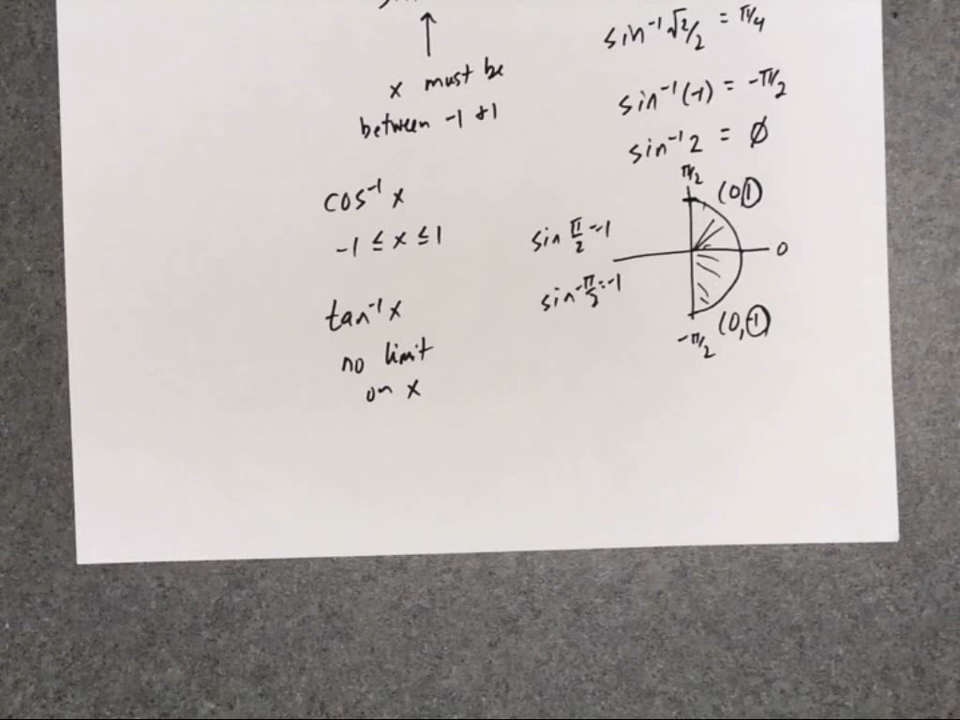 x must be
between -1 & 1
cos⁻¹ x
-1 ≤ x ≤ 1
tan⁻¹ x
no limit
on x
sin⁻¹ √2/2 = π/4
sin⁻¹(-1) = -π/2
sin⁻¹ 2 = ∅
π/2
(0,1)
sin π/2 = 1
0
sin -π/2 = -1
(0,-1)
-π/2